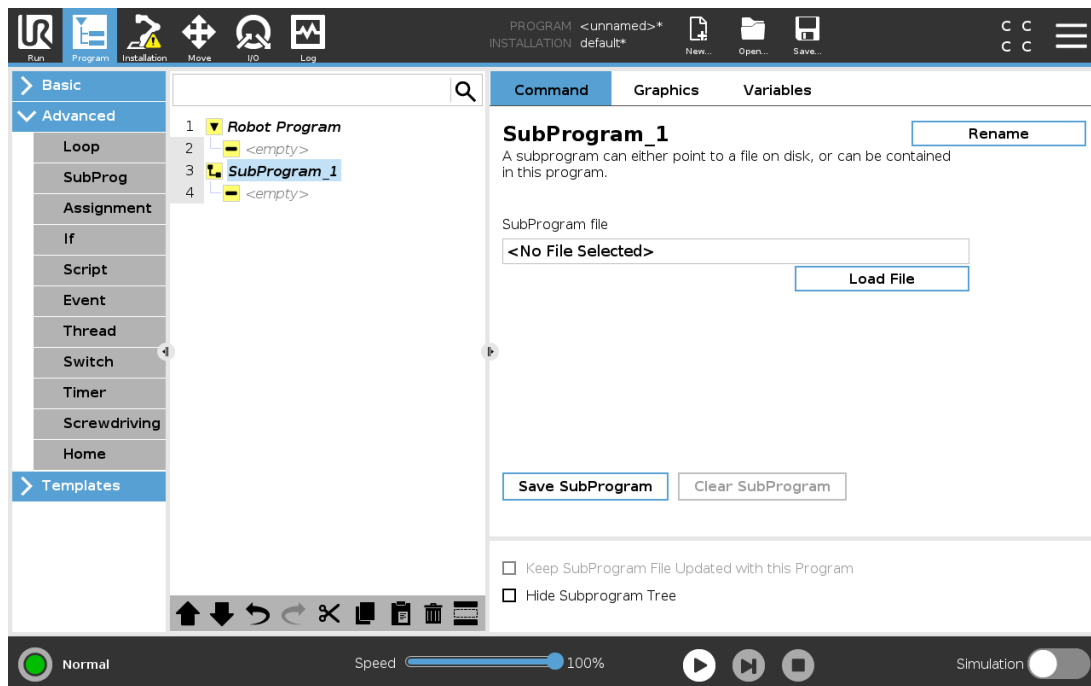 PROGRAM <unnamed>*
INSTALLATION default*
UR
Run
Program
Installation
Move
I/O
Log
New...
Open...
Save...
C C
C C
Basic
Advanced
Loop
SubProg
Assignment
If
Script
Event
Thread
Switch
Timer
Screwdriving
Home
Templates
1 Robot Program
2 <empty>
3 SubProgram_1
4 <empty>
Command Graphics Variables
SubProgram_1
Rename
A subprogram can either point to a file on disk, or can be contained
in this program.
SubProgram file
<No File Selected>
Load File
Save SubProgram
Clear SubProgram
Keep SubProgram File Updated with this Program
Hide Subprogram Tree
Normal
Speed
100%
Simulation